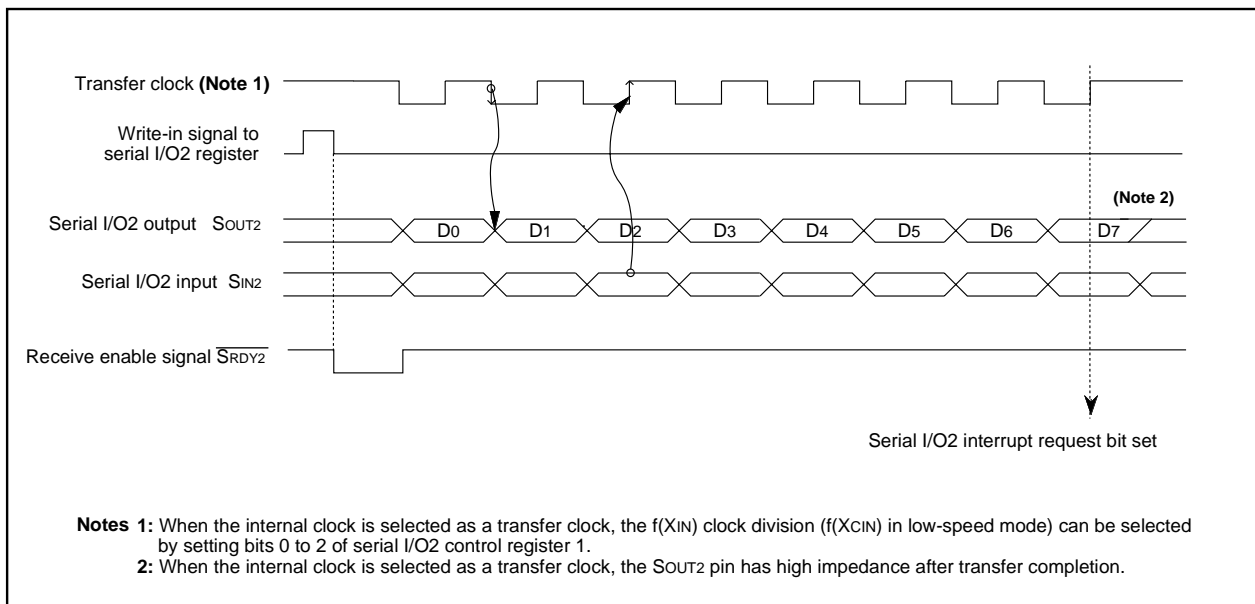 Transfer clock (Note 1)
Write-in signal to
serial I/O2 register
(Note 2)
Serial I/O2 output SOUT2
D0 D1 D2 D3 D4 D5 D6 D7
Serial I/O2 input SIN2
Receive enable signal SRDY2
Serial I/O2 interrupt request bit set
Notes 1: When the internal clock is selected as a transfer clock, the f(XIN) clock division (f(XCIN) in low-speed mode) can be selected
by setting bits 0 to 2 of serial I/O2 control register 1.
2: When the internal clock is selected as a transfer clock, the SOUT2 pin has high impedance after transfer completion.